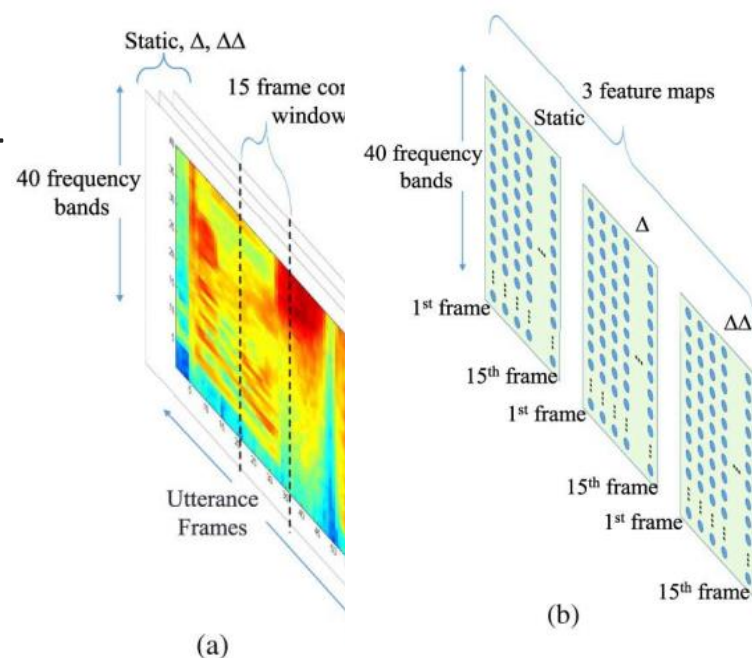 Static, Δ, ΔΔ
15 frame con
window
40 frequency
bands
Utterance
Frames
(a)
3 feature maps
Static
40 frequency
bands
Δ
ΔΔ
1st frame
15th frame
1st frame
15th frame
1st frame
15th frame
(b)